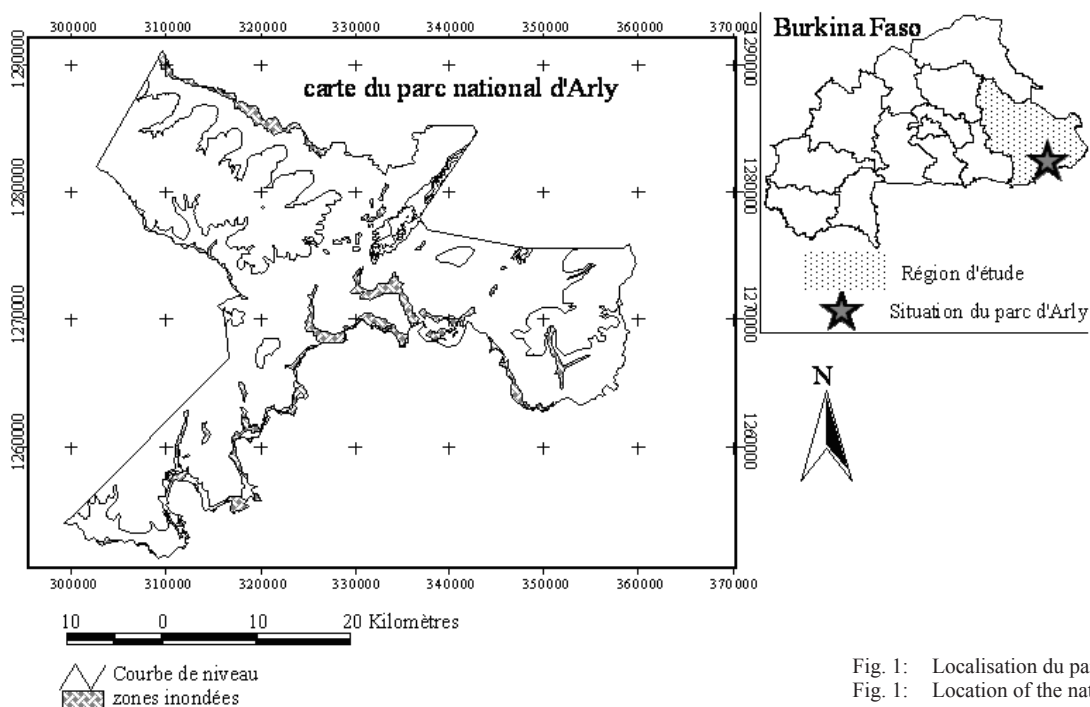 300000 310000 320000 330000 340000 350000 360000 370000
1290000
1280000
1270000
1260000
carte du parc national d'Arly
1290000
1280000
1270000
1260000
300000 310000 320000 330000 340000 350000 360000 370000
10 0 10 20 Kilomètres
Courbe de niveau
zones inondées
Burkina Faso
Région d'étude
Situation du parc d'Arly
N
Fig. 1: Localisation du pa
Fig. 1: Location of the nat